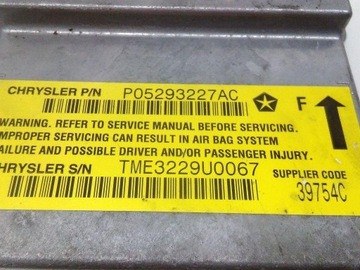 CHRYSLER P/N P05293227AC
F
WARNING. REFER TO SERVICE MANUAL BEFORE SERVICING.
IMPROPER SERVICING CAN RESULT IN AIR BAG SYSTEM
FAILURE AND POSSIBLE DRIVER AND/OR PASSENGER INJURY.
CHRYSLER S/N TME3229U0067 SUPPLIER CODE
39754C